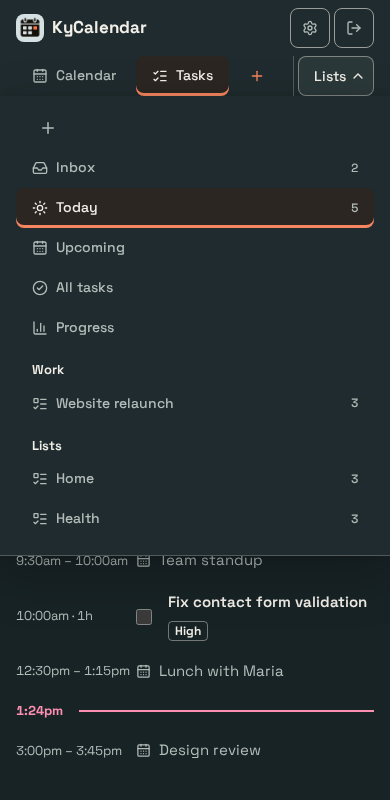 KyCalendar
Calendar Tasks + Lists
+
Inbox 2
Today 5
Upcoming
All tasks
Progress
Work
Website relaunch 3
Lists
Home 3
Health 3
9:30am – 10:00am Team standup
10:00am · 1h Fix contact form validation
High
12:30pm – 1:15pm Lunch with Maria
1:24pm
3:00pm – 3:45pm Design review